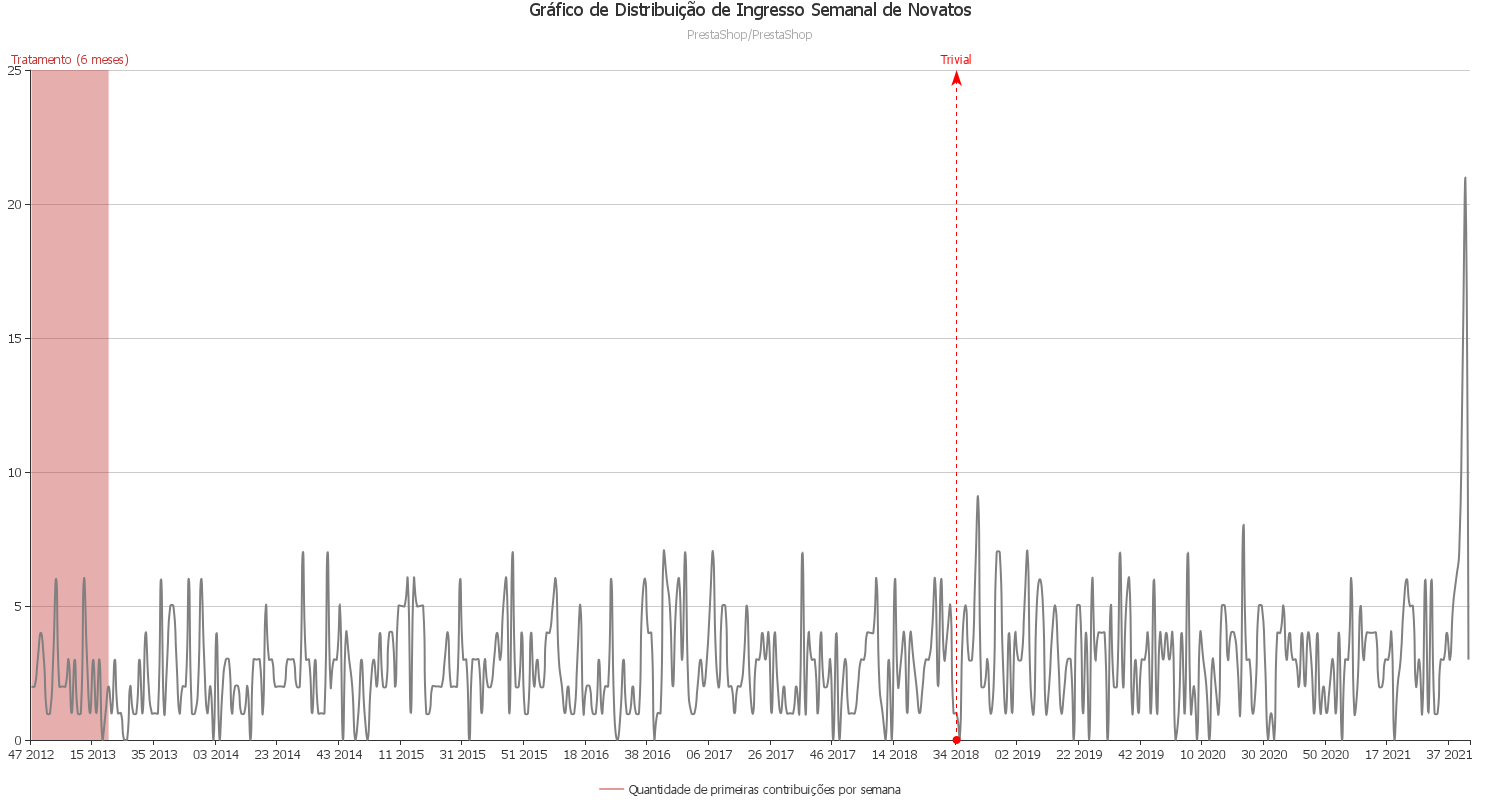 Gráfico de Distribuição de Ingresso Semanal de Novatos
PrestaShop/PrestaShop
Tratamento (6 meses)
Trivial
25
20
15
10
5
0
47 2012 15 2013 35 2013 03 2014 23 2014 43 2014 11 2015 31 2015 51 2015 18 2016 38 2016 06 2017 26 2017 46 2017 14 2018 34 2018 02 2019 22 2019 42 2019 10 2020 30 2020 50 2020 17 2021 37 2021
Quantidade de primeiras contribuições por semana